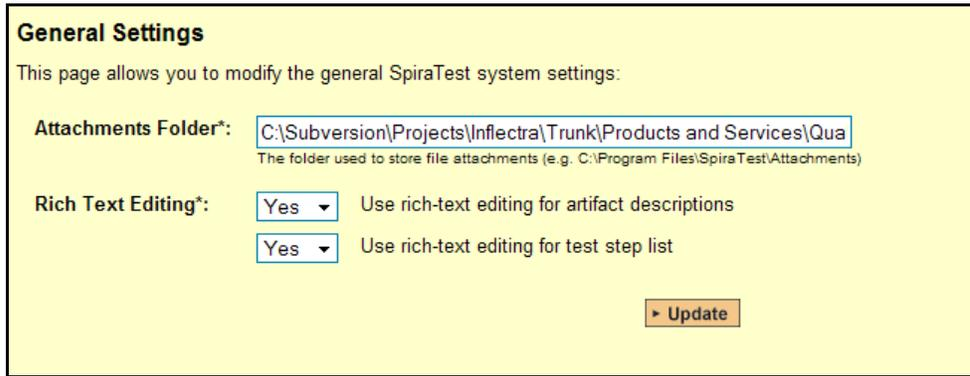 General Settings
This page allows you to modify the general SpiraTest system settings:
Attachments Folder*: C:\Subversion\Projects\Inflectra\Trunk\Products and Services\Qua
The folder used to store file attachments (e.g. C:\Program Files\SpiraTest\Attachments)
Rich Text Editing*: Yes Use rich-text editing for artifact descriptions
Yes Use rich-text editing for test step list
Update